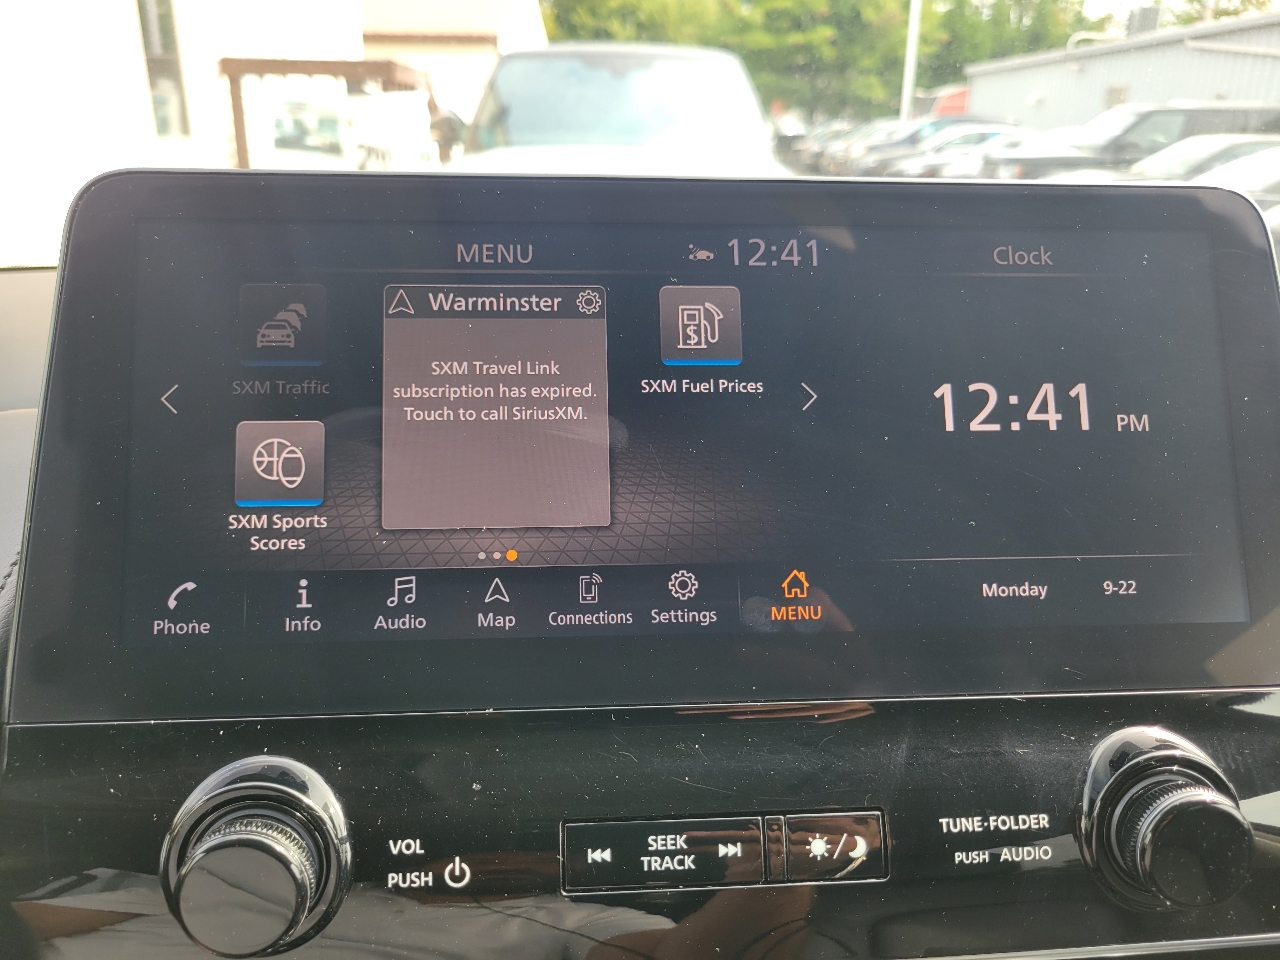 MENU
12:41
Clock
Warminster
SXM Travel Link
subscription has expired.
Touch to call SiriusXM.
SXM Traffic
SXM Sports
Scores
$
SXM Fuel Prices
12:41 PM
Monday 9-22
Phone
Info
Audio
Map
Connections
Settings
MENU
VOL
PUSH
SEEK
TRACK
TUNE·FOLDER
PUSH AUDIO